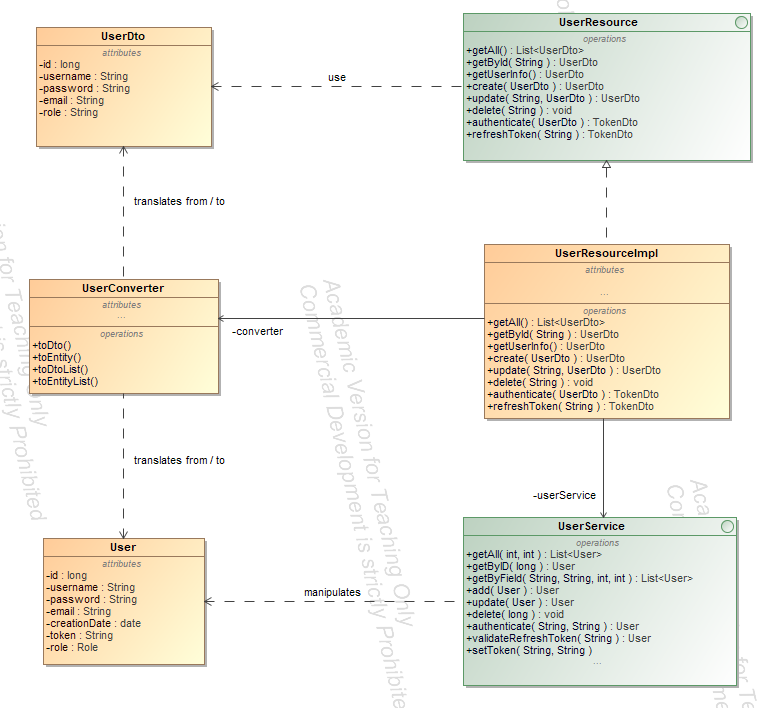 UserDto
attributes
-id : long
-username : String
-password : String
-email : String
-role : String
UserResource
operations
+getAll() : List<UserDto>
+getById( String ) : UserDto
+getUserInfo() : UserDto
+create( UserDto ) : UserDto
+update( String, UserDto ) : UserDto
+delete( String ) : void
+authenticate( UserDto ) : TokenDto
+refreshToken( String ) : TokenDto
use
translates from / to
UserConverter
attributes
...
operations
+toDto()
+toEntity()
+toDtoList()
+toEntityList()
-converter
UserResourceImpl
attributes
...
operations
+getAll() : List<UserDto>
+getById( String ) : UserDto
+getUserInfo() : UserDto
+create( UserDto ) : UserDto
+update( String, UserDto ) : UserDto
+delete( String ) : void
+authenticate( UserDto ) : TokenDto
+refreshToken( String ) : TokenDto
translates from / to
-userService
User
attributes
-id : long
-username : String
-password : String
-email : String
-creationDate : date
-token : String
-role : Role
manipulates
UserService
operations
+getAll( int, int ) : List<User>
+getByID( long ) : User
+getByField( String, String, int, int ) : List<User>
+add( User ) : User
+update( User ) : User
+delete( long ) : void
+authenticate( String, String ) : User
+validateRefreshToken( String ) : User
+setToken( String, String )
...
Academic Version for Teaching Only
Commercial Development is strictly Prohibited